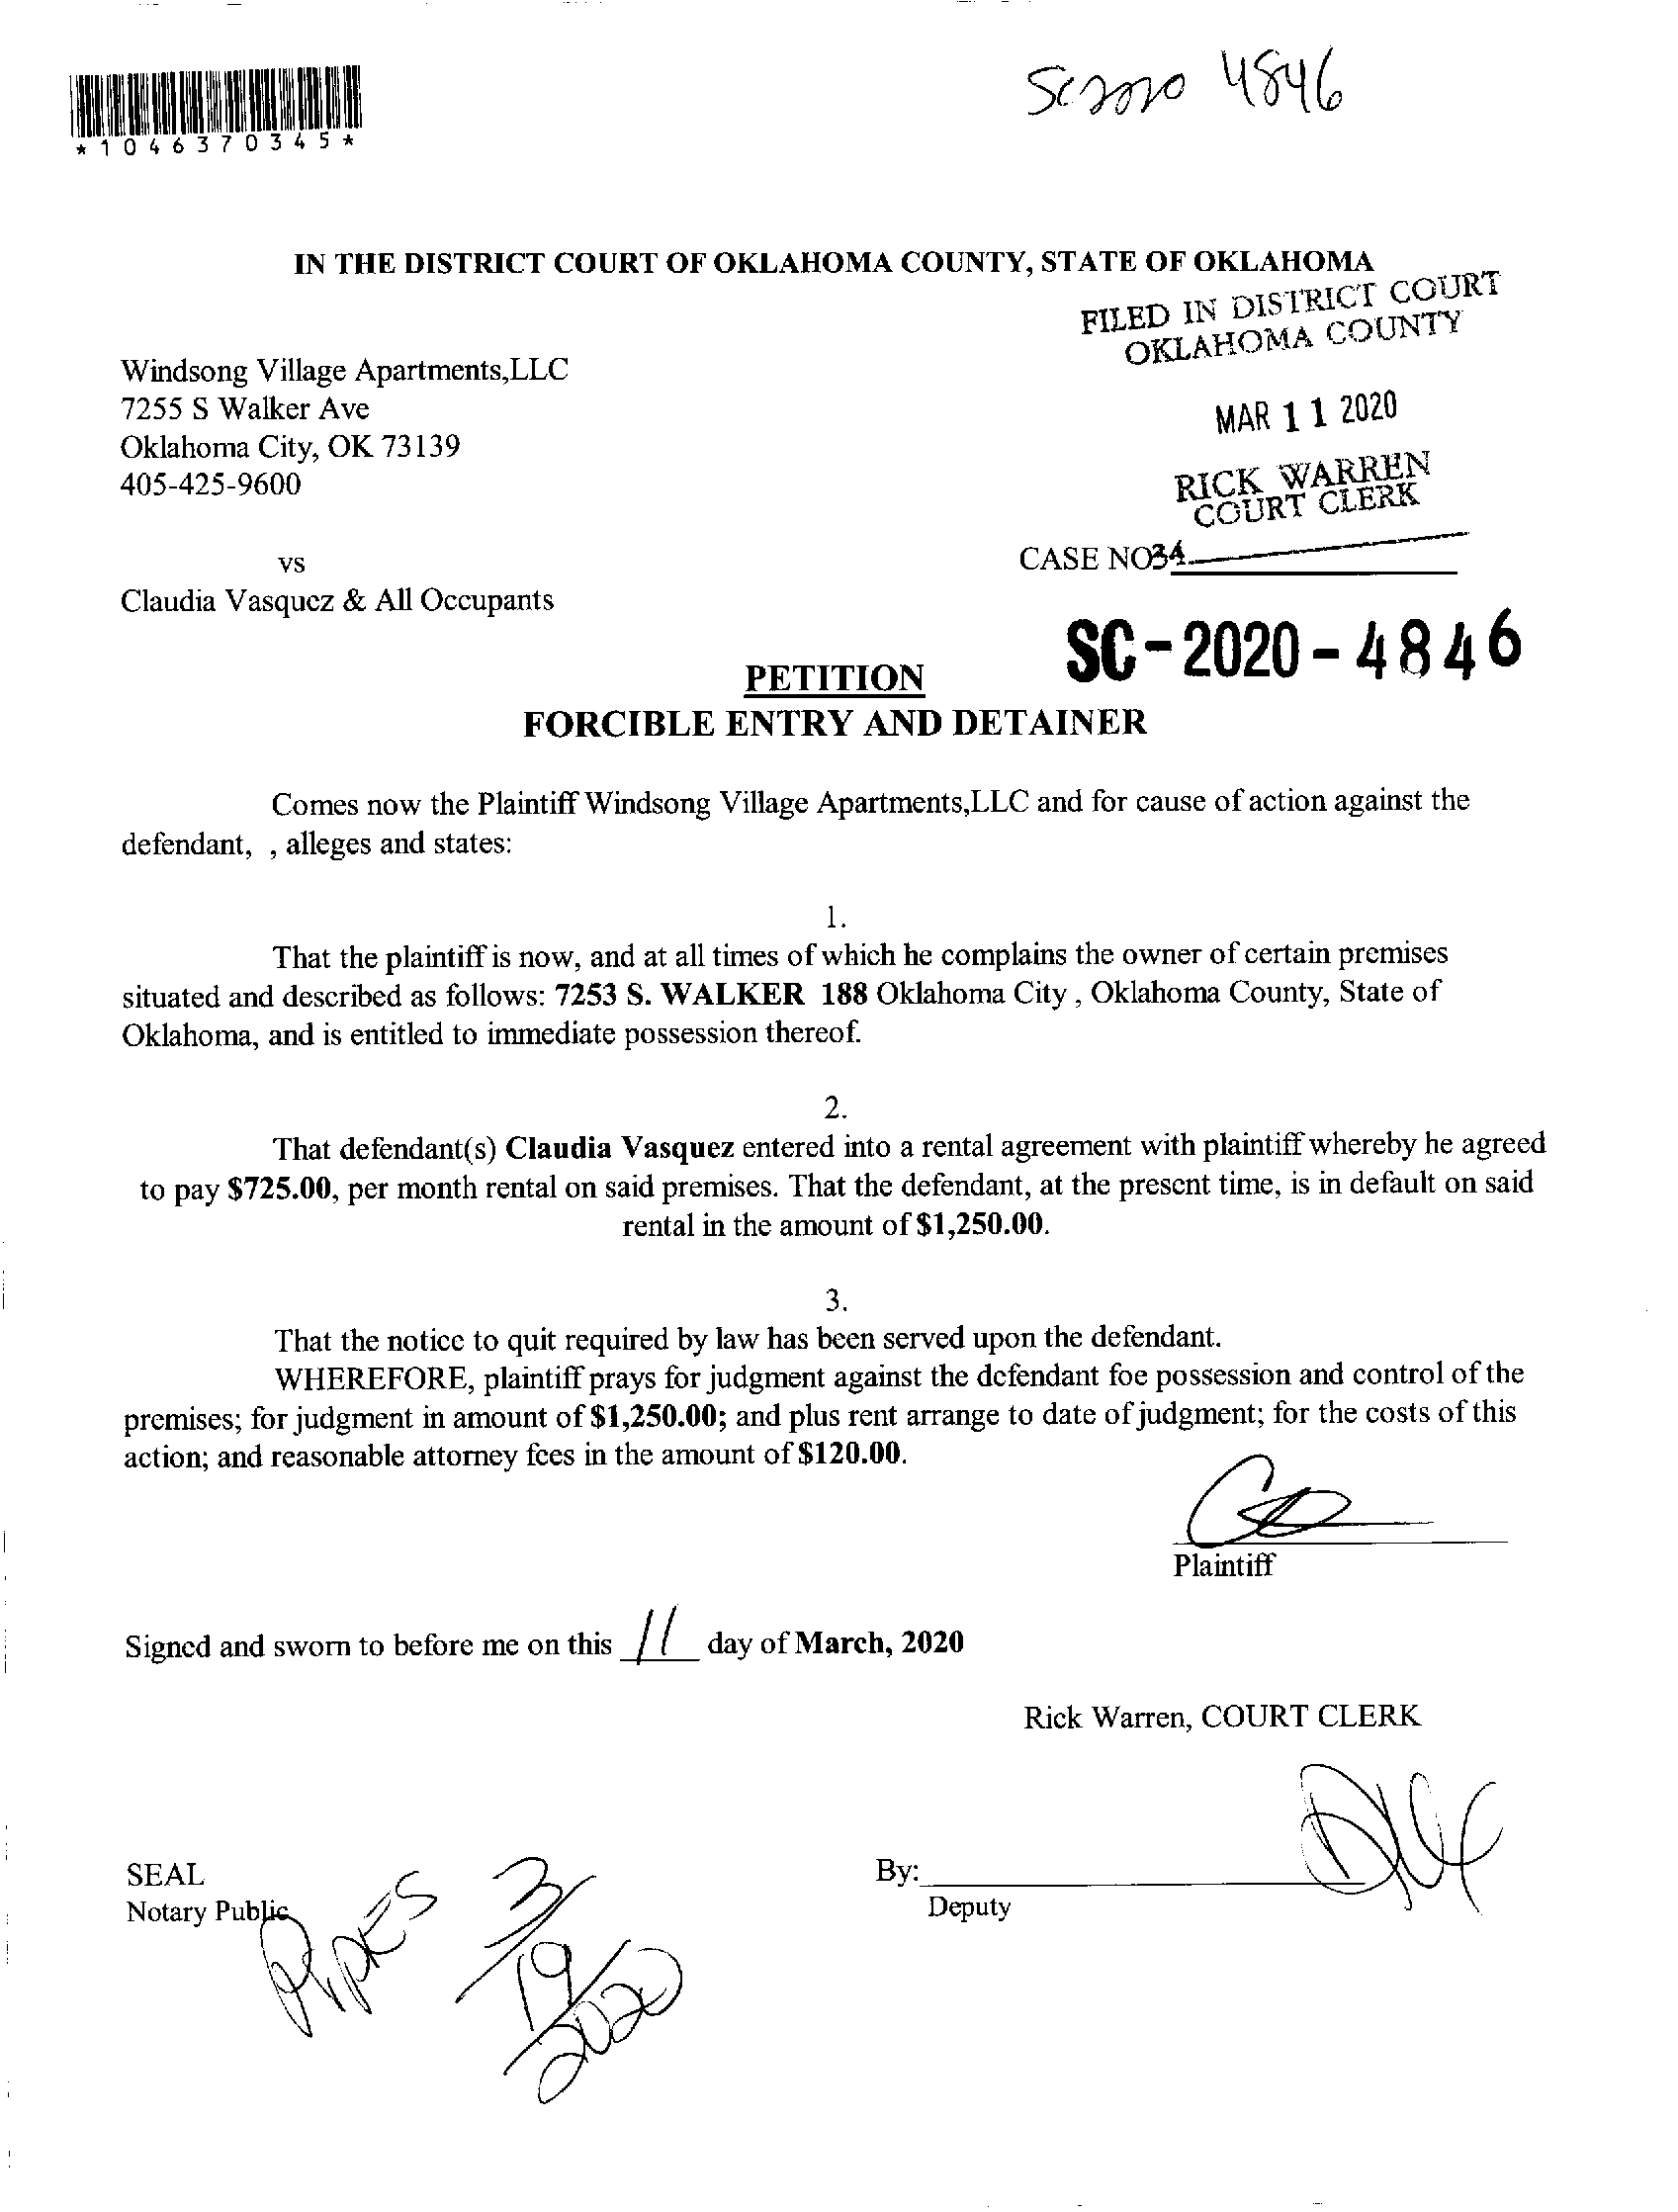 SC2020 4846
*1046370345*
IN THE DISTRICT COURT OF OKLAHOMA COUNTY, STATE OF OKLAHOMA
FILED IN DISTRICT COURT
OKLAHOMA COUNTY
Windsong Village Apartments,LLC
7255 S Walker Ave
MAR 11 2020
Oklahoma City, OK 73139
405-425-9600
RICK WARREN
COURT CLERK
vs
CASE NO34.
Claudia Vasquez & All Occupants
SC-2020-4846
PETITION
FORCIBLE ENTRY AND DETAINER
Comes now the Plaintiff Windsong Village Apartments,LLC and for cause of action against the
defendant, , alleges and states:
1.
That the plaintiff is now, and at all times of which he complains the owner of certain premises
situated and described as follows: 7253 S. WALKER 188 Oklahoma City , Oklahoma County, State of
Oklahoma, and is entitled to immediate possession thereof.
2.
That defendant(s) Claudia Vasquez entered into a rental agreement with plaintiff whereby he agreed
to pay $725.00, per month rental on said premises. That the defendant, at the present time, is in default on said
rental in the amount of $1,250.00.
3.
That the notice to quit required by law has been served upon the defendant.
WHEREFORE, plaintiff prays for judgment against the defendant foe possession and control of the
premises; for judgment in amount of $1,250.00; and plus rent arrange to date of judgment; for the costs of this
action; and reasonable attorney fees in the amount of $120.00.
Plaintiff
Signed and sworn to before me on this 11 day of March, 2020
Rick Warren, COURT CLERK
SEAL
By:
Notary Public
Deputy
3/19/2020